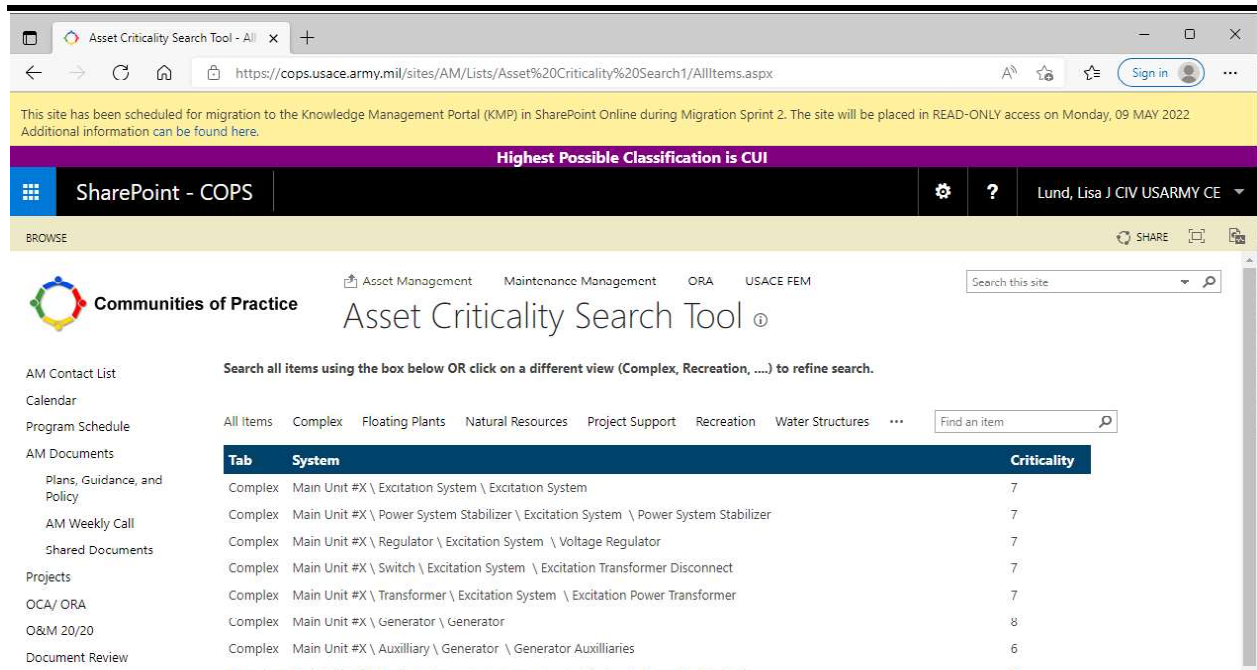 Asset Criticality Search Tool - All
https://cops.usace.army.mil/sites/AM/Lists/Asset%20Criticality%20Search1/AllItems.aspx
Sign in
This site has been scheduled for migration to the Knowledge Management Portal (KMP) in SharePoint Online during Migration Sprint 2. The site will be placed in READ-ONLY access on Monday, 09 MAY 2022
Additional information can be found here.
Highest Possible Classification is CUI
SharePoint - COPS
? Lund, Lisa J CIV USARMY CE
BROWSE SHARE
Asset Management Maintenance Management ORA USACE FEM Search this site
Communities of Practice
Asset Criticality Search Tool
AM Contact List
Calendar
Program Schedule
AM Documents
Plans, Guidance, and
Policy
AM Weekly Call
Shared Documents
Projects
OCA/ ORA
O&M 20/20
Document Review
Search all items using the box below OR click on a different view (Complex, Recreation, ....) to refine search.
All Items Complex Floating Plants Natural Resources Project Support Recreation Water Structures ... Find an item
Tab System Criticality
Complex Main Unit #X \ Excitation System \ Excitation System 7
Complex Main Unit #X \ Power System Stabilizer \ Excitation System \ Power System Stabilizer 7
Complex Main Unit #X \ Regulator \ Excitation System \ Voltage Regulator 7
Complex Main Unit #X \ Switch \ Excitation System \ Excitation Transformer Disconnect 7
Complex Main Unit #X \ Transformer \ Excitation System \ Excitation Power Transformer 7
Complex Main Unit #X \ Generator \ Generator 8
Complex Main Unit #X \ Auxilliary \ Generator \ Generator Auxilliaries 6